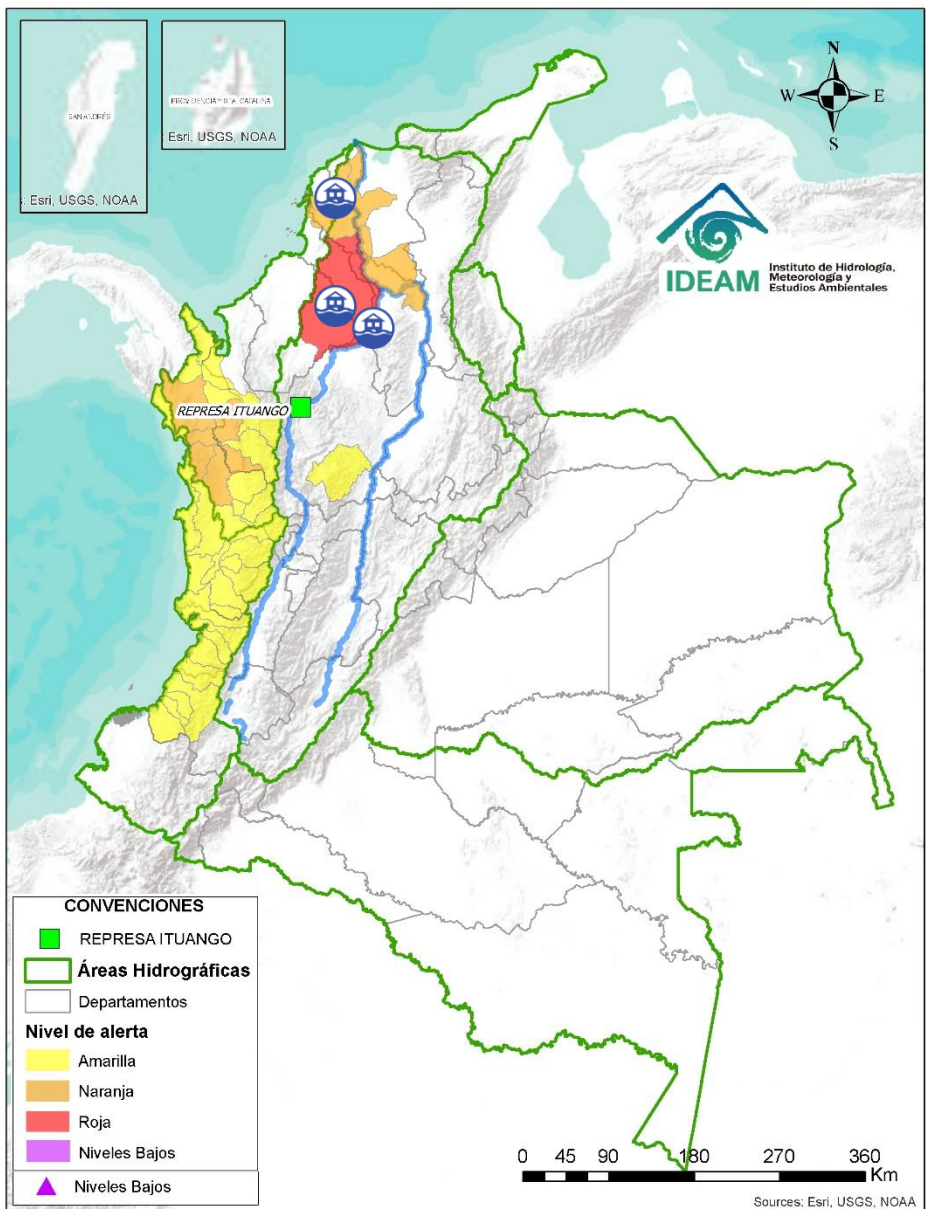 SAN ANDRÉS
: Esri, USGS, NOAA
PROVIDENCIA Y STA. CATALINA
Esri, USGS, NOAA
N
W
E
S
IDEAM
Instituto de Hidrología,
Meteorología y
Estudios Ambientales
REPRESA ITUANGO
CONVENCIONES
REPRESA ITUANGO
Áreas Hidrográficas
Departamentos
Nivel de alerta
Amarilla
Naranja
Roja
Niveles Bajos
Niveles Bajos
0 45 90 180 270 360
Km
Sources: Esri, USGS, NOAA